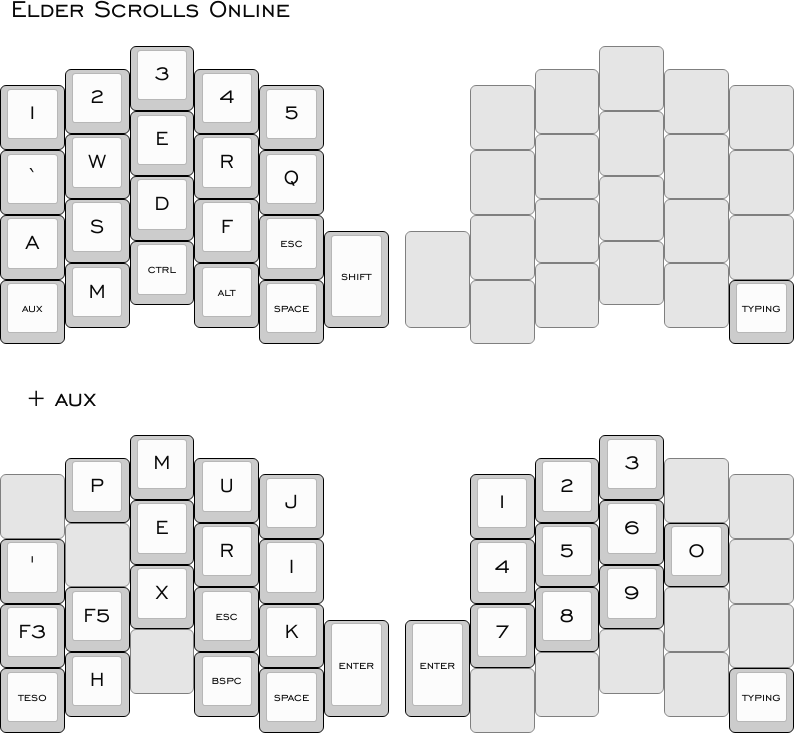 Elder Scrolls Online
1 2 3 4 5
` W E R Q
A S D F ESC
AUX M CTRL ALT SPACE SHIFT TYPING
+ AUX
P M U J 1 2 3
' E R I 4 5 6 0
F3 F5 X ESC K 7 8 9
TESO H BSPC SPACE ENTER ENTER TYPING